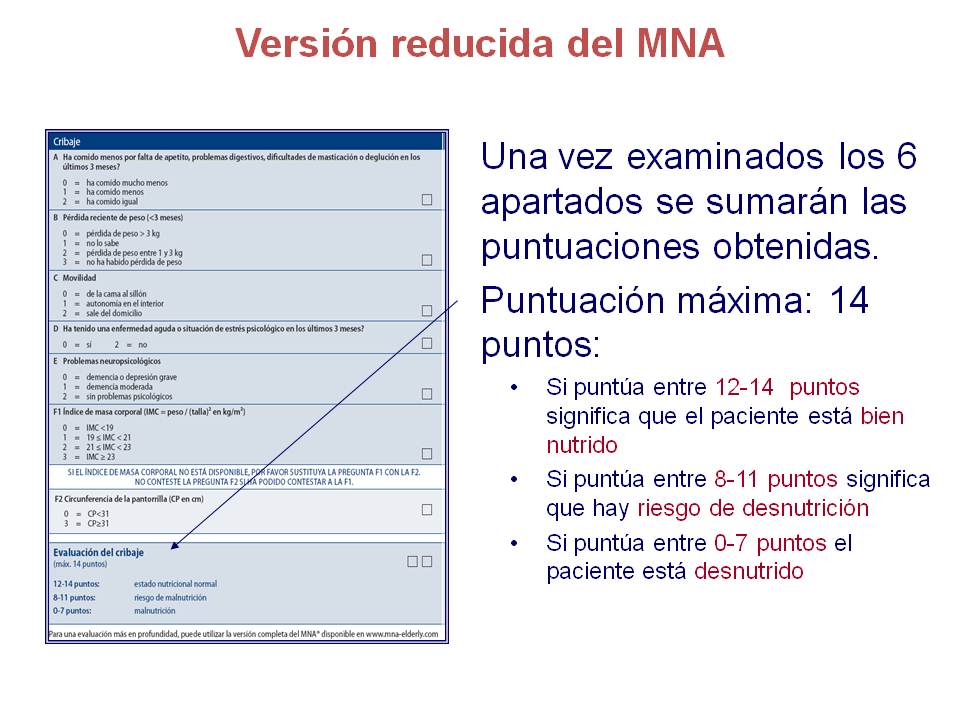 Versión reducida del MNA
Cribaje
A Ha comido menos por falta de apetito, problemas digestivos, dificultades de masticación o deglución en los
últimos 3 meses?
0 = ha comido mucho menos
1 = ha comido menos
2 = ha comido igual
B Pérdida reciente de peso (<3 meses)
0 = pérdida de peso > 3 kg
1 = no lo sabe
2 = pérdida de peso entre 1 y 3 kg
3 = no ha habido pérdida de peso
C Movilidad
0 = de la cama al sillón
1 = autonomía en el interior
2 = sale del domicilio
D Ha tenido una enfermedad aguda o situación de estrés psicológico en los últimos 3 meses?
0 = sí 2 = no
E Problemas neuropsicológicos
0 = demencia o depresión grave
1 = demencia moderada
2 = sin problemas psicológicos
F1 Índice de masa corporal (IMC = peso / (talla)² en kg/m²)
0 = IMC <19
1 = 19 ≤ IMC < 21
2 = 21 ≤ IMC < 23
3 = IMC ≥ 23
SI EL ÍNDICE DE MASA CORPORAL NO ESTÁ DISPONIBLE, POR FAVOR SUSTITUYA LA PREGUNTA F1 CON LA F2.
NO CONTESTE LA PREGUNTA F2 SI HA PODIDO CONTESTAR A LA F1.
F2 Circunferencia de la pantorrilla (CP en cm)
0 = CP<31
3 = CP≥31
Evaluación del cribaje
(máx. 14 puntos)
12-14 puntos: estado nutricional normal
8-11 puntos: riesgo de malnutrición
0-7 puntos: malnutrición
Para una evaluación más en profundidad, puede utilizar la versión completa del MNA® disponible en www.mna-elderly.com
Una vez examinados los 6
apartados se sumarán las
puntuaciones obtenidas.
Puntuación máxima: 14
puntos:
• Si puntúa entre 12-14 puntos
significa que el paciente está bien
nutrido
• Si puntúa entre 8-11 puntos significa
que hay riesgo de desnutrición
• Si puntúa entre 0-7 puntos el
paciente está desnutrido